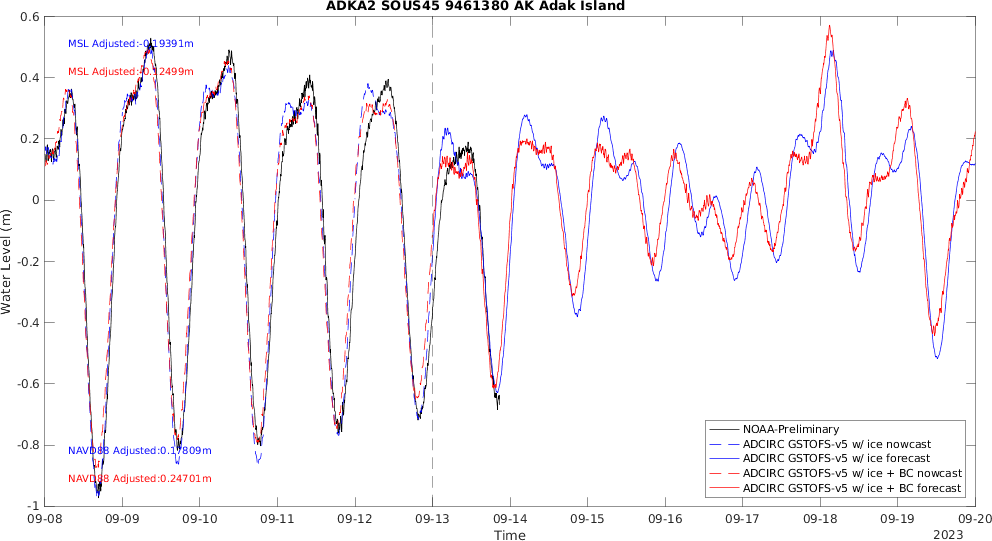 ADKA2 SOUS45 9461380 AK Adak Island
0.6
0.4
0.2
0
-0.2
-0.4
-0.6
-0.8
-1
Water Level (m)
MSL Adjusted:-0.19391m
MSL Adjusted:-0.12499m
NAVD88 Adjusted:0.17809m
NAVD88 Adjusted:0.24701m
NOAA-Preliminary
ADCIRC GSTOFS-v5 w/ ice nowcast
ADCIRC GSTOFS-v5 w/ ice forecast
ADCIRC GSTOFS-v5 w/ ice + BC nowcast
ADCIRC GSTOFS-v5 w/ ice + BC forecast
09-08 09-09 09-10 09-11 09-12 09-13 09-14 09-15 09-16 09-17 09-18 09-19 09-20
Time
2023